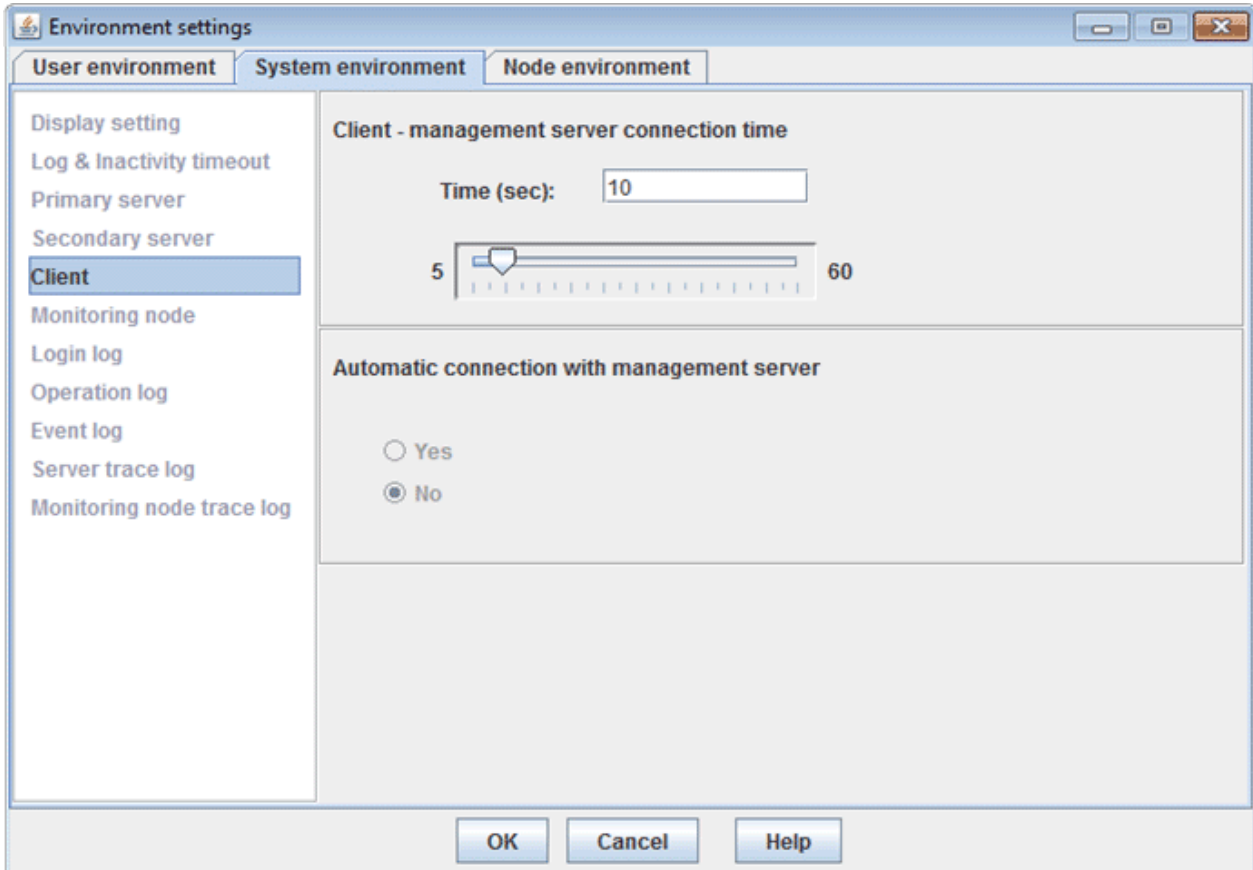 Environment settings
User environment System environment Node environment
Display setting
Log & Inactivity timeout
Primary server
Secondary server
Client
Monitoring node
Login log
Operation log
Event log
Server trace log
Monitoring node trace log
Client - management server connection time
Time (sec): 10
5 60
Automatic connection with management server
Yes
No
OK Cancel Help